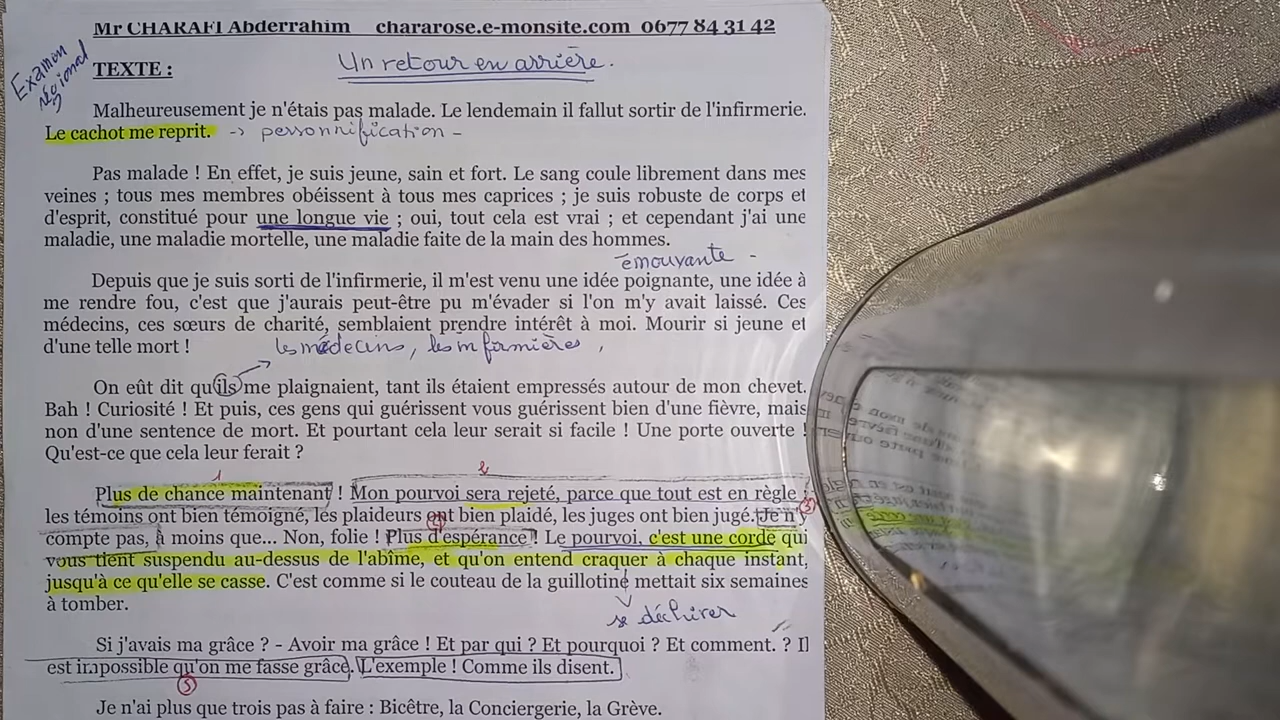 Mr CHARAFI Abderrahim chararose.e-monsite.com 0677 84 31 42
Examen régional
TEXTE : Un retour en arrière.
Malheureusement je n'étais pas malade. Le lendemain il fallut sortir de l'infirmerie.
Le cachot me reprit. -> personnification -
Pas malade ! En effet, je suis jeune, sain et fort. Le sang coule librement dans mes
veines ; tous mes membres obéissent à tous mes caprices ; je suis robuste de corps et
d'esprit, constitué pour une longue vie ; oui, tout cela est vrai ; et cependant j'ai une
maladie, une maladie mortelle, une maladie faite de la main des hommes.
émouvante -
Depuis que je suis sorti de l'infirmerie, il m'est venu une idée poignante, une idée à
me rendre fou, c'est que j'aurais peut-être pu m'évader si l'on m'y avait laissé. Ces
médecins, ces sœurs de charité, semblaient prendre intérêt à moi. Mourir si jeune et
d'une telle mort ! les médecins, les infirmières,
On eût dit qu'ils me plaignaient, tant ils étaient empressés autour de mon chevet.
Bah ! Curiosité ! Et puis, ces gens qui guérissent vous guérissent bien d'une fièvre, mais
non d'une sentence de mort. Et pourtant cela leur serait si facile ! Une porte ouverte !
Qu'est-ce que cela leur ferait ?
1 2
Plus de chance maintenant ! Mon pourvoi sera rejeté, parce que tout est en règle ;
les témoins ont bien témoigné, les plaideurs ont bien plaidé, les juges ont bien jugé. Je n'y 3
compte pas, à moins que... Non, folie ! Plus d'espérance ! Le pourvoi, c'est une corde qui
vous tient suspendu au-dessus de l'abîme, et qu'on entend craquer à chaque instant,
jusqu'à ce qu'elle se casse. C'est comme si le couteau de la guillotine mettait six semaines
à tomber.
se déchirer
Si j'avais ma grâce ? - Avoir ma grâce ! Et par qui ? Et pourquoi ? Et comment. ? Il
est impossible qu'on me fasse grâce. L'exemple ! Comme ils disent.
5
Je n'ai plus que trois pas à faire : Bicêtre, la Conciergerie, la Grève.